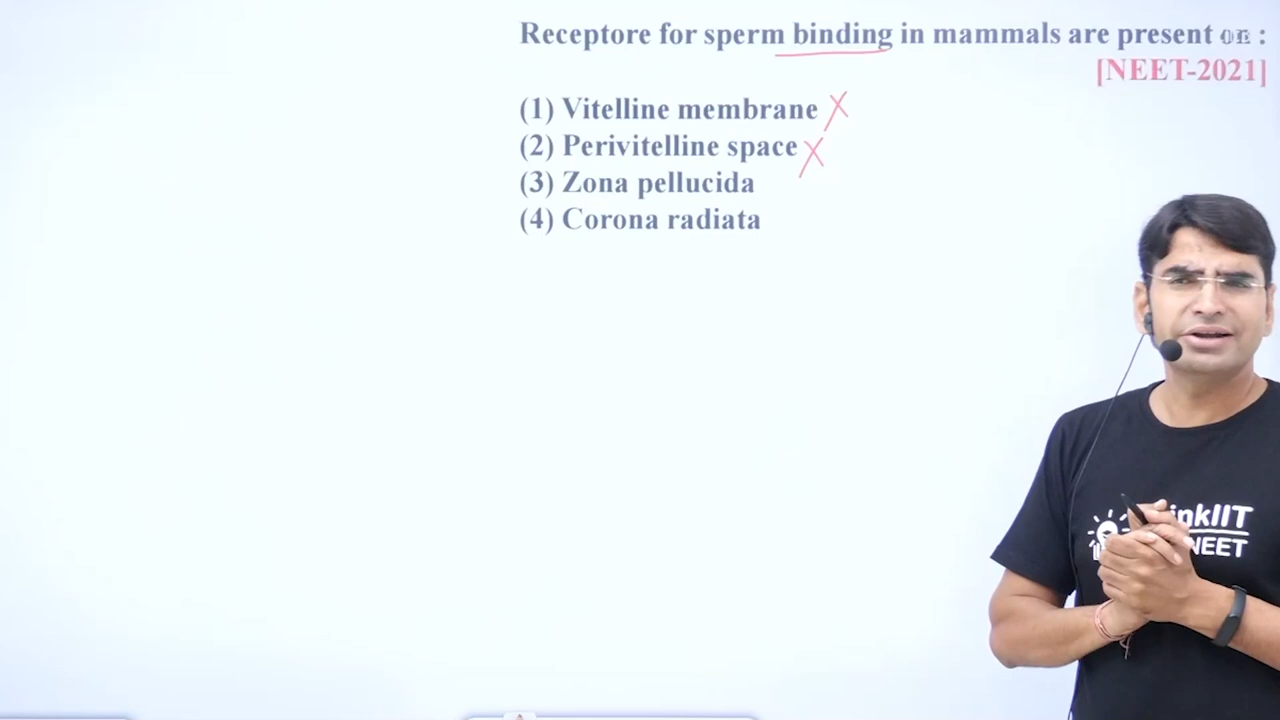 Receptore for sperm binding in mammals are present on :
[NEET-2021]
(1) Vitelline membrane
(2) Perivitelline space
(3) Zona pellucida
(4) Corona radiata
inkIIT
NEET